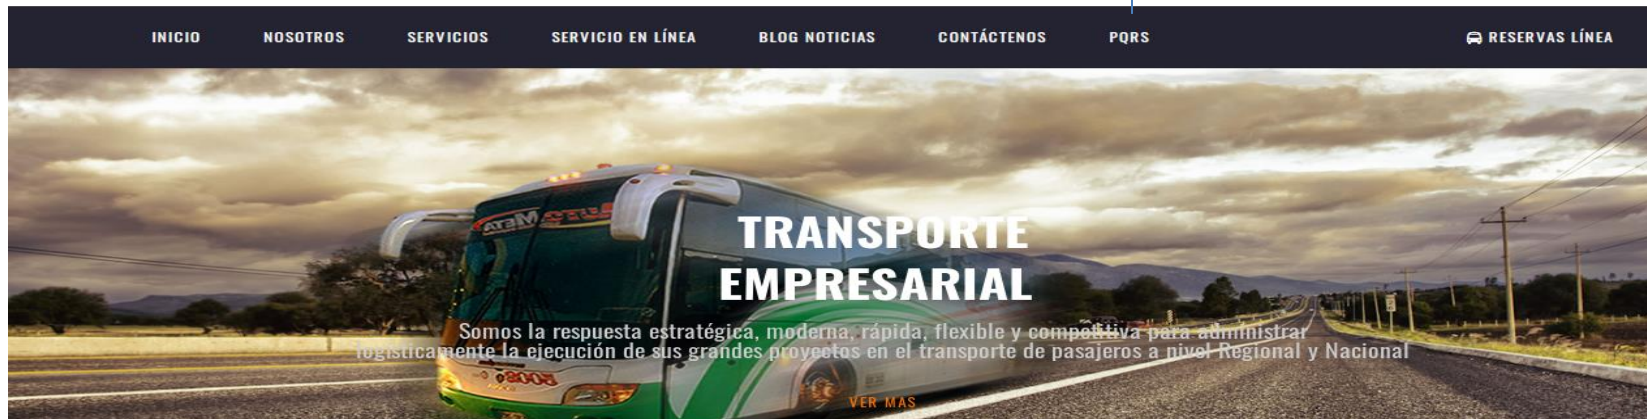 INICIO NOSOTROS SERVICIOS SERVICIO EN LÍNEA BLOG NOTICIAS CONTÁCTENOS PQRS RESERVAS LÍNEA
TRANSPORTE
EMPRESARIAL
Somos la respuesta estratégica, moderna, rápida, flexible y competitiva para administrar
logísticamente la ejecución de sus grandes proyectos en el transporte de pasajeros a nivel Regional y Nacional
VER MAS